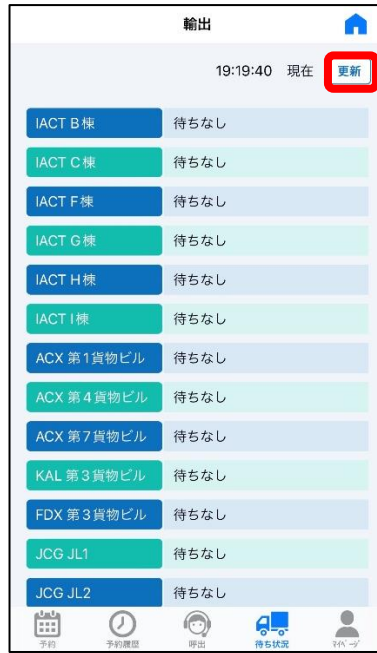 輸出
19:19:40 現在 更新
IACT B棟 待ちなし
IACT C棟 待ちなし
IACT F棟 待ちなし
IACT G棟 待ちなし
IACT H棟 待ちなし
IACT I棟 待ちなし
ACX 第1貨物ビル 待ちなし
ACX 第4貨物ビル 待ちなし
ACX 第7貨物ビル 待ちなし
KAL 第3貨物ビル 待ちなし
FDX 第3貨物ビル 待ちなし
JCG JL1 待ちなし
JCG JL2 待ちなし
予約 予約履歴 呼出 待ち状況 マイページ